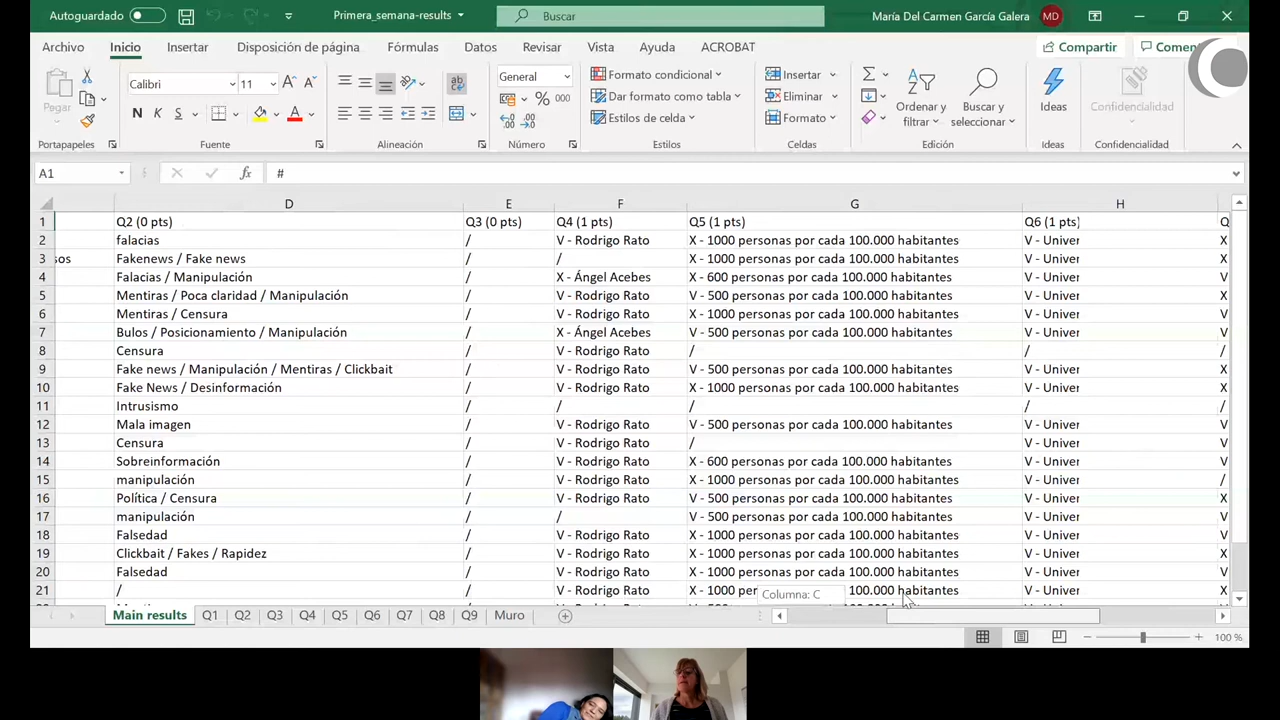 Autoguardado Primera_semana-results Buscar María Del Carmen García Galera MD
Archivo Inicio Insertar Disposición de página Fórmulas Datos Revisar Vista Ayuda ACROBAT Compartir Comen
Pegar Calibri 11 General Formato condicional Insertar Ordenar y Buscar y Ideas Confidencialidad
N K S % 000 Dar formato como tabla Eliminar filtrar seleccionar
Estilos de celda Formato
Portapapeles Fuente Alineación Número Estilos Celdas Edición Ideas Confidencialidad
A1 fx #
D E F G H
1 Q2 (0 pts) Q3 (0 pts) Q4 (1 pts) Q5 (1 pts) Q6 (1 pts) Q
2 falacias / V - Rodrigo Rato X - 1000 personas por cada 100.000 habitantes V - Univer X
3 sos Fakenews / Fake news / / X - 1000 personas por cada 100.000 habitantes V - Univer X
4 Falacias / Manipulación / X - Ángel Acebes X - 600 personas por cada 100.000 habitantes V - Univer V
5 Mentiras / Poca claridad / Manipulación / V - Rodrigo Rato V - 500 personas por cada 100.000 habitantes V - Univer X
6 Mentiras / Censura / V - Rodrigo Rato X - 1000 personas por cada 100.000 habitantes V - Univer V
7 Bulos / Posicionamiento / Manipulación / X - Ángel Acebes V - 500 personas por cada 100.000 habitantes V - Univer V
8 Censura / V - Rodrigo Rato / / /
9 Fake news / Manipulación / Mentiras / Clickbait / V - Rodrigo Rato V - 500 personas por cada 100.000 habitantes V - Univer X
10 Fake News / Desinformación / V - Rodrigo Rato X - 1000 personas por cada 100.000 habitantes V - Univer X
11 Intrusismo / / / / /
12 Mala imagen / V - Rodrigo Rato V - 500 personas por cada 100.000 habitantes V - Univer V
13 Censura / V - Rodrigo Rato / V - Univer V
14 Sobreinformación / V - Rodrigo Rato X - 600 personas por cada 100.000 habitantes V - Univer V
15 manipulación / V - Rodrigo Rato X - 1000 personas por cada 100.000 habitantes V - Univer /
16 Política / Censura / V - Rodrigo Rato V - 500 personas por cada 100.000 habitantes V - Univer X
17 manipulación / / V - 500 personas por cada 100.000 habitantes V - Univer V
18 Falsedad / V - Rodrigo Rato X - 1000 personas por cada 100.000 habitantes V - Univer V
19 Clickbait / Fakes / Rapidez / V - Rodrigo Rato X - 1000 personas por cada 100.000 habitantes V - Univer X
20 Falsedad / V - Rodrigo Rato X - 1000 personas por cada 100.000 habitantes V - Univer V
21 / / V - Rodrigo Rato X - 1000 per 100.000 habitantes V - Univer X
Columna: C
Main results Q1 Q2 Q3 Q4 Q5 Q6 Q7 Q8 Q9 Muro
100 %